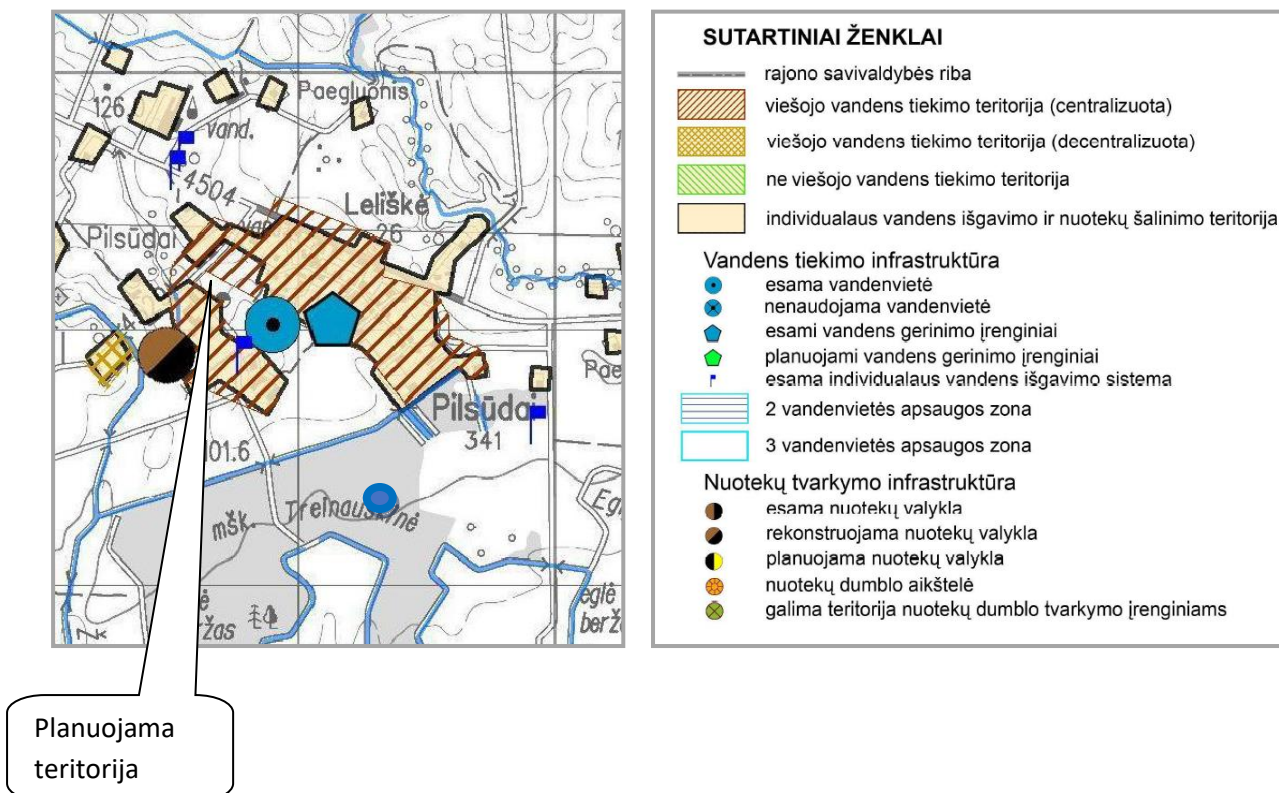 126
Paegluonis
vand.
4504
Leliškė
26
Pilsūdai
Pilsūdai
341
101.6
mšk.
Treinauskynė
eglė
berž
žas
SUTARTINIAI ŽENKLAI
rajono savivaldybės riba
viešojo vandens tiekimo teritorija (centralizuota)
viešojo vandens tiekimo teritorija (decentralizuota)
ne viešojo vandens tiekimo teritorija
individualaus vandens išgavimo ir nuotekų šalinimo teritorija
Vandens tiekimo infrastruktūra
esama vandenvietė
nenaudojama vandenvietė
esami vandens gerinimo įrenginiai
planuojami vandens gerinimo įrenginiai
esama individualaus vandens išgavimo sistema
2 vandenvietės apsaugos zona
3 vandenvietės apsaugos zona
Nuotekų tvarkymo infrastruktūra
esama nuotekų valykla
rekonstruojama nuotekų valykla
planuojama nuotekų valykla
nuotekų dumblo aikštelė
galima teritorija nuotekų dumblo tvarkymo įrenginiams
Planuojama
teritorija